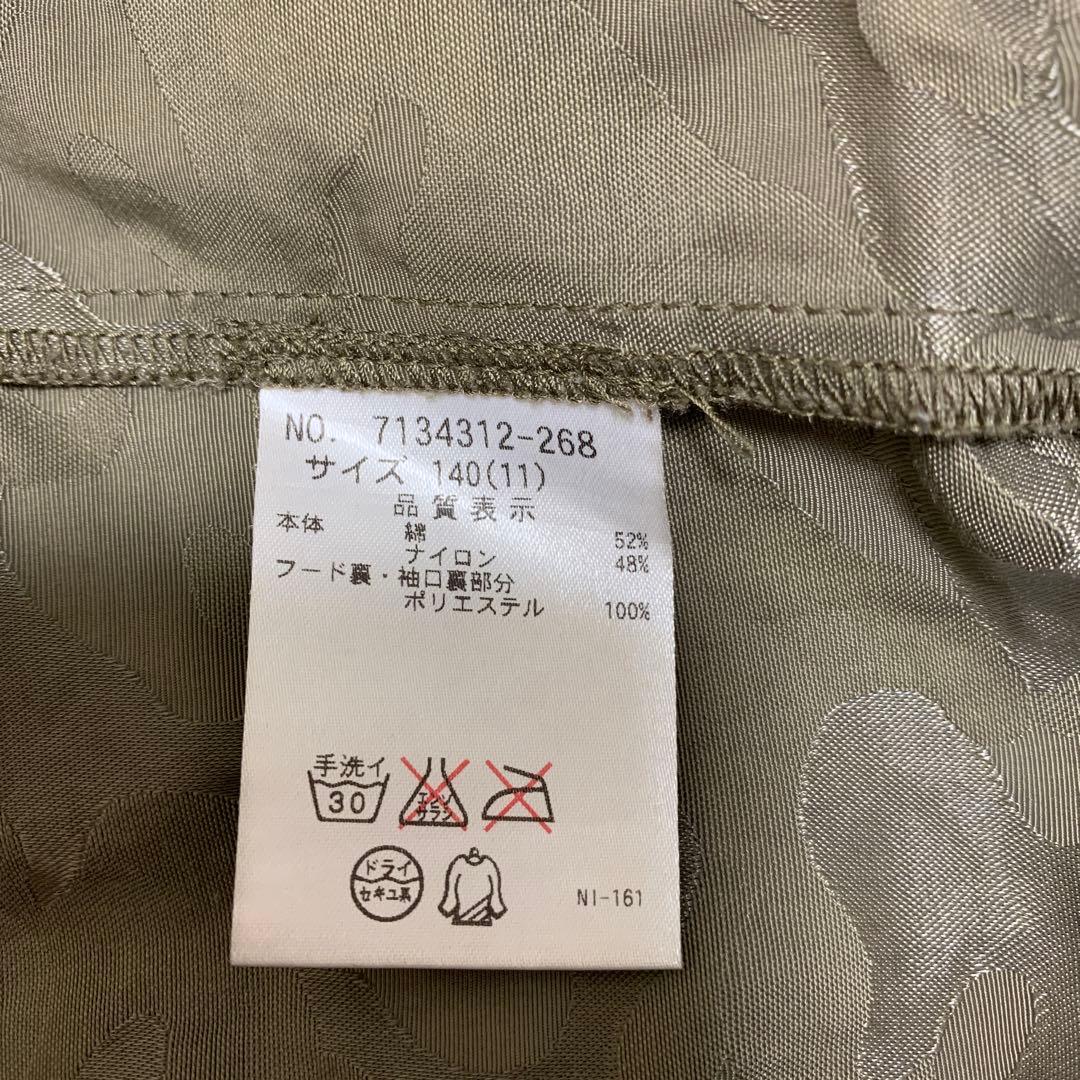 NO. 7134312-268
サイズ 140(11)
品質表示
本体 綿 52%
ナイロン 48%
フード裏・袖口裏部分
ポリエステル 100%
手洗イ
30
エンソ
サラシ
ドライ
セキユ系
NI-161